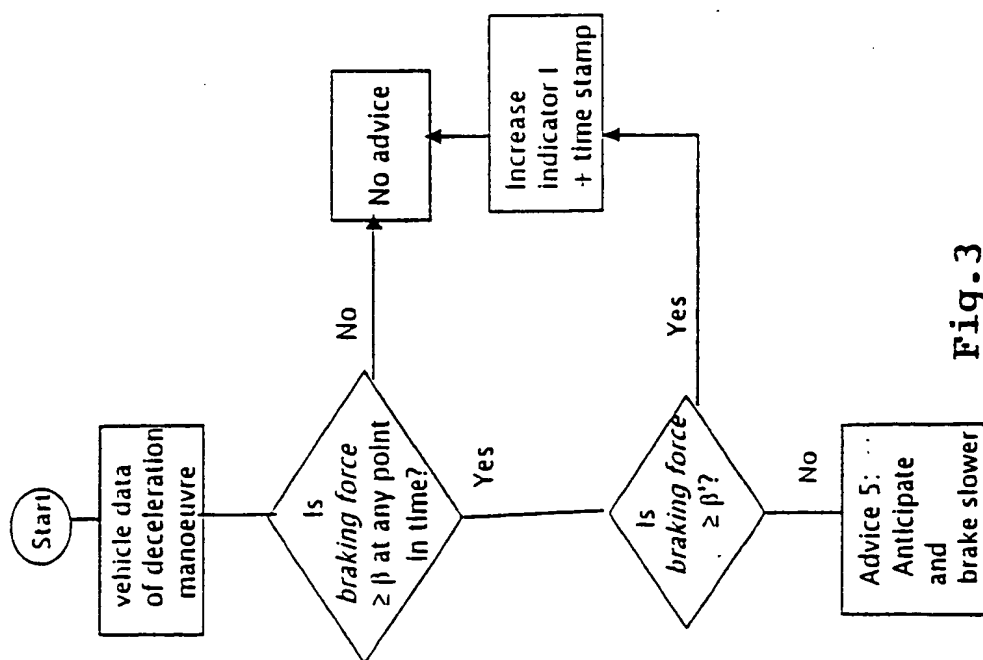 Start
vehicle data
of deceleration
manoeuvre
Is
braking force
≥ β at any point
in time?
No
No advice
Yes
Increase
indicator I
+ time stamp
Is
braking force
≥ β'?
Yes
No
Advice 5:
Anticipate
and
brake slower
Fig.3